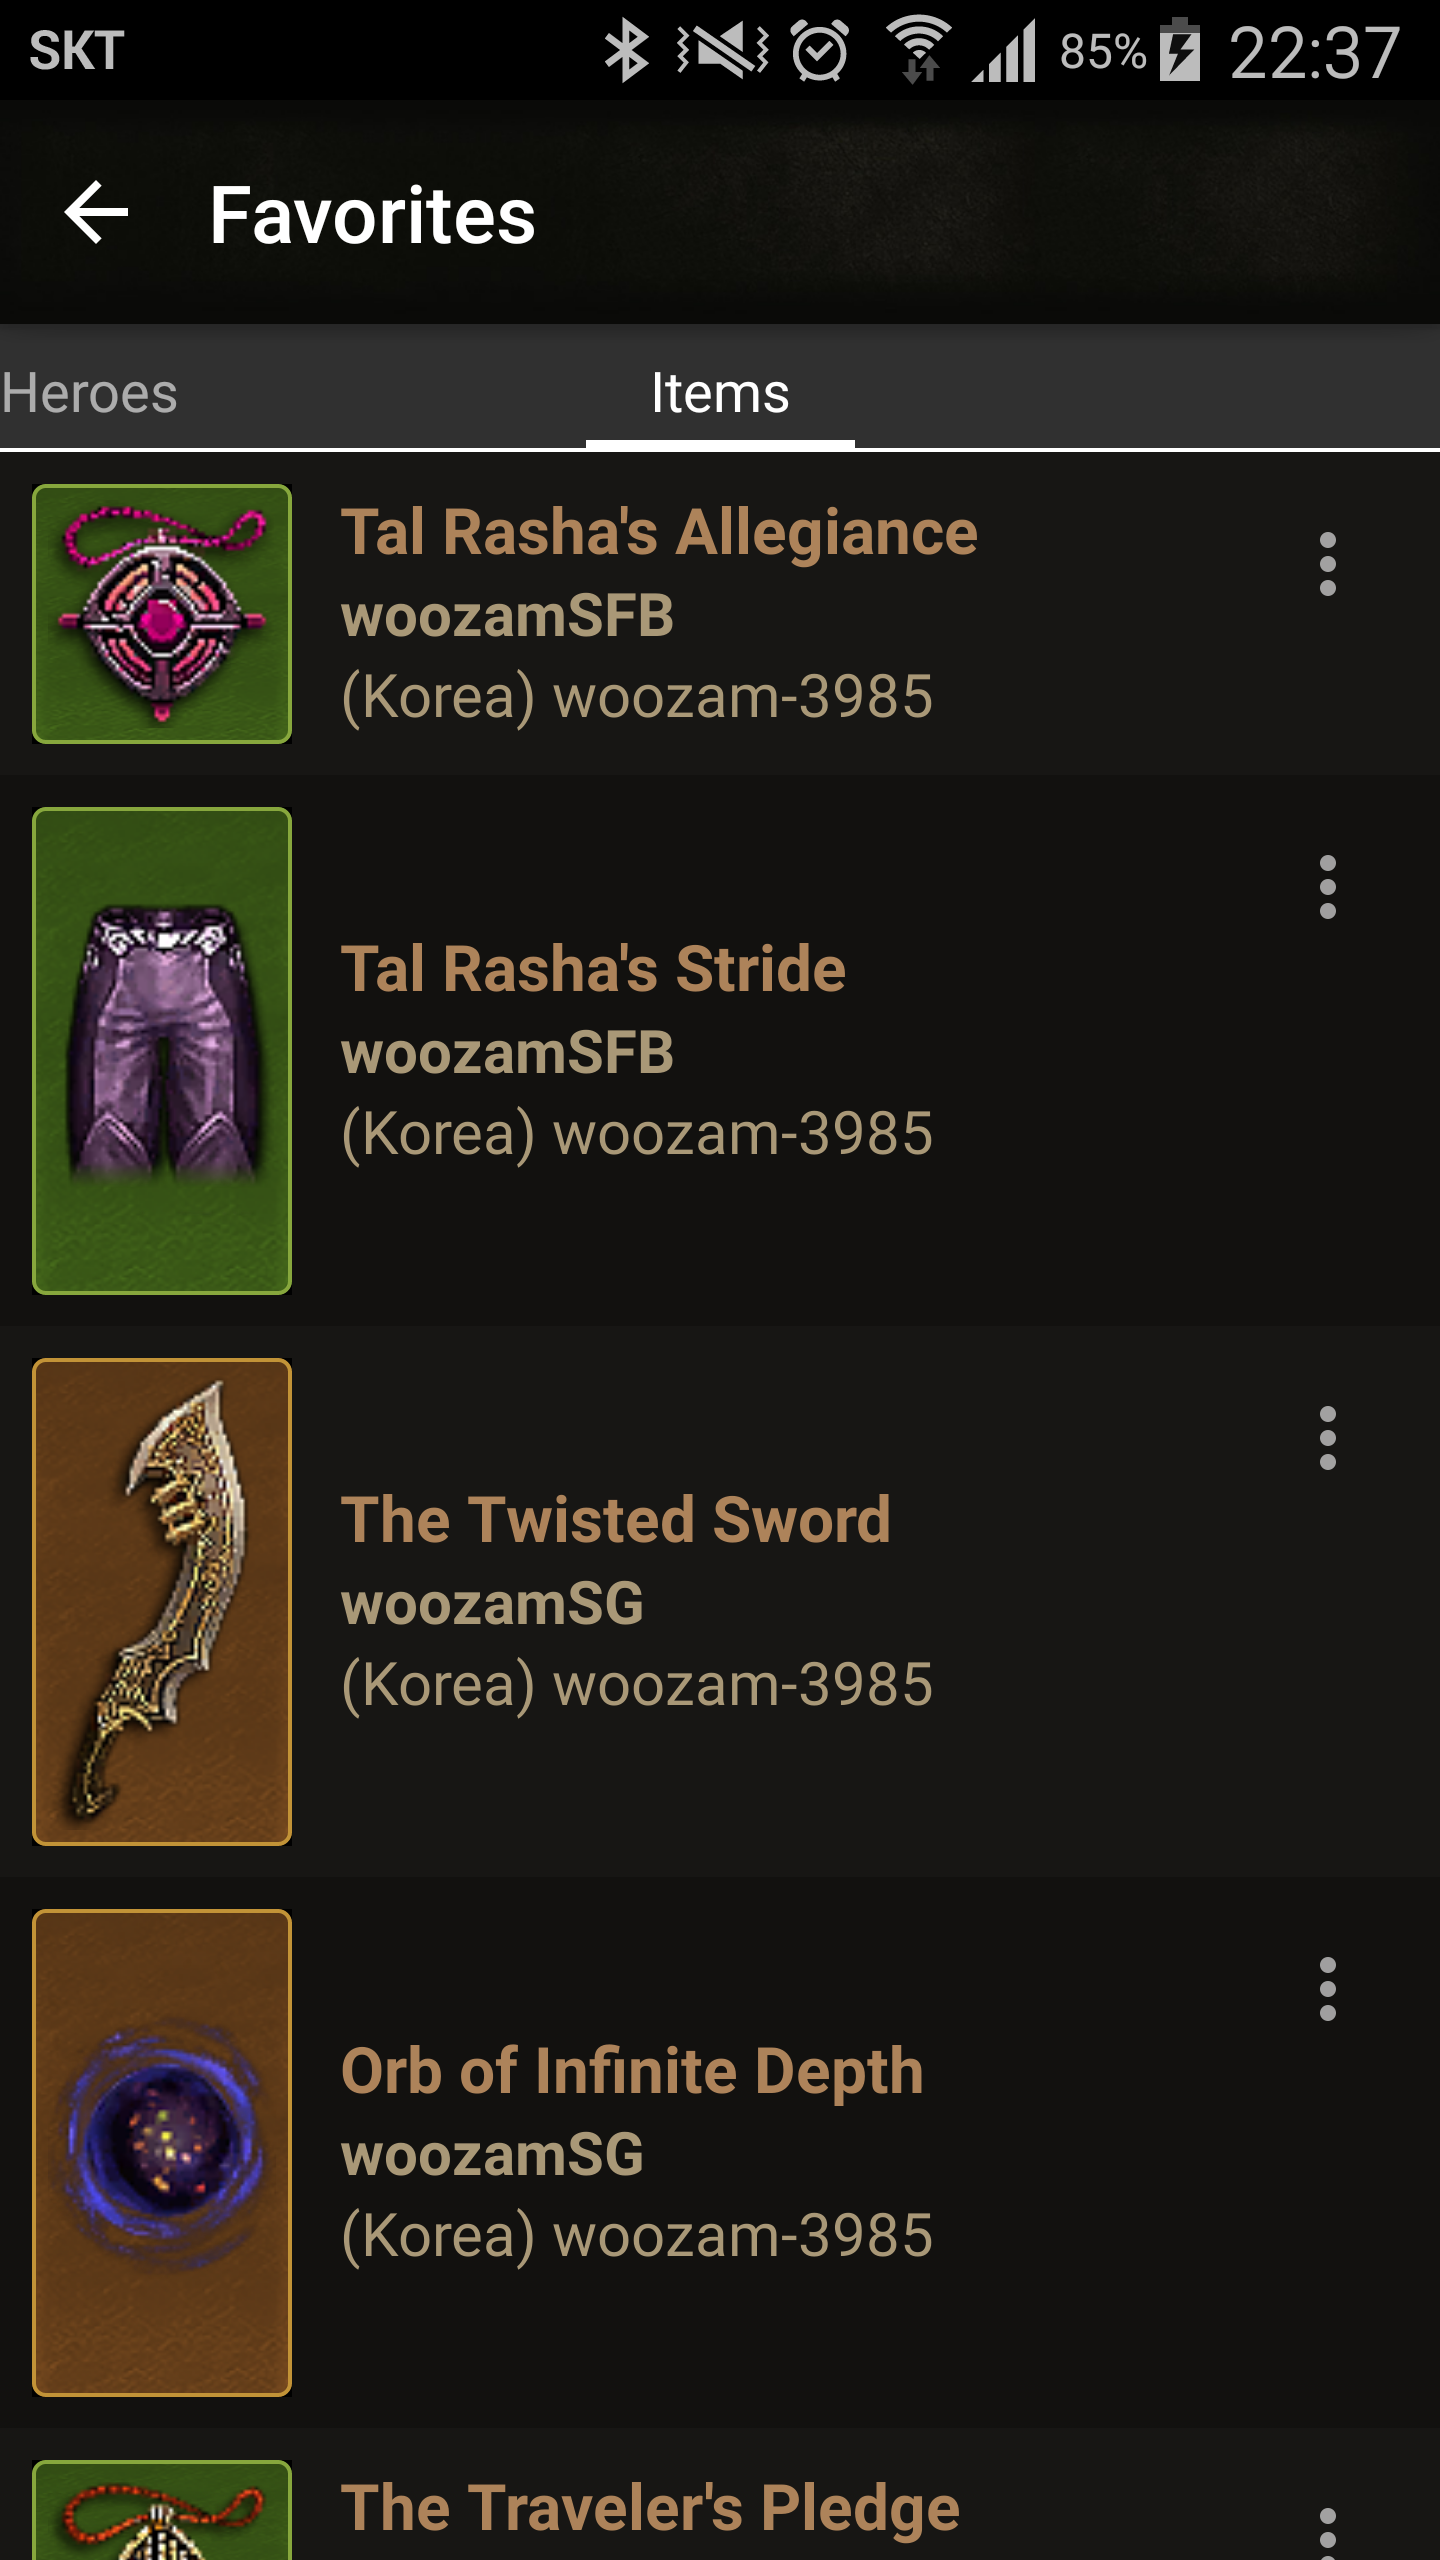 SKT 85% 22:37
Favorites
Heroes Items
Tal Rasha's Allegiance
woozamSFB
(Korea) woozam-3985
Tal Rasha's Stride
woozamSFB
(Korea) woozam-3985
The Twisted Sword
woozamSG
(Korea) woozam-3985
Orb of Infinite Depth
woozamSG
(Korea) woozam-3985
The Traveler's Pledge